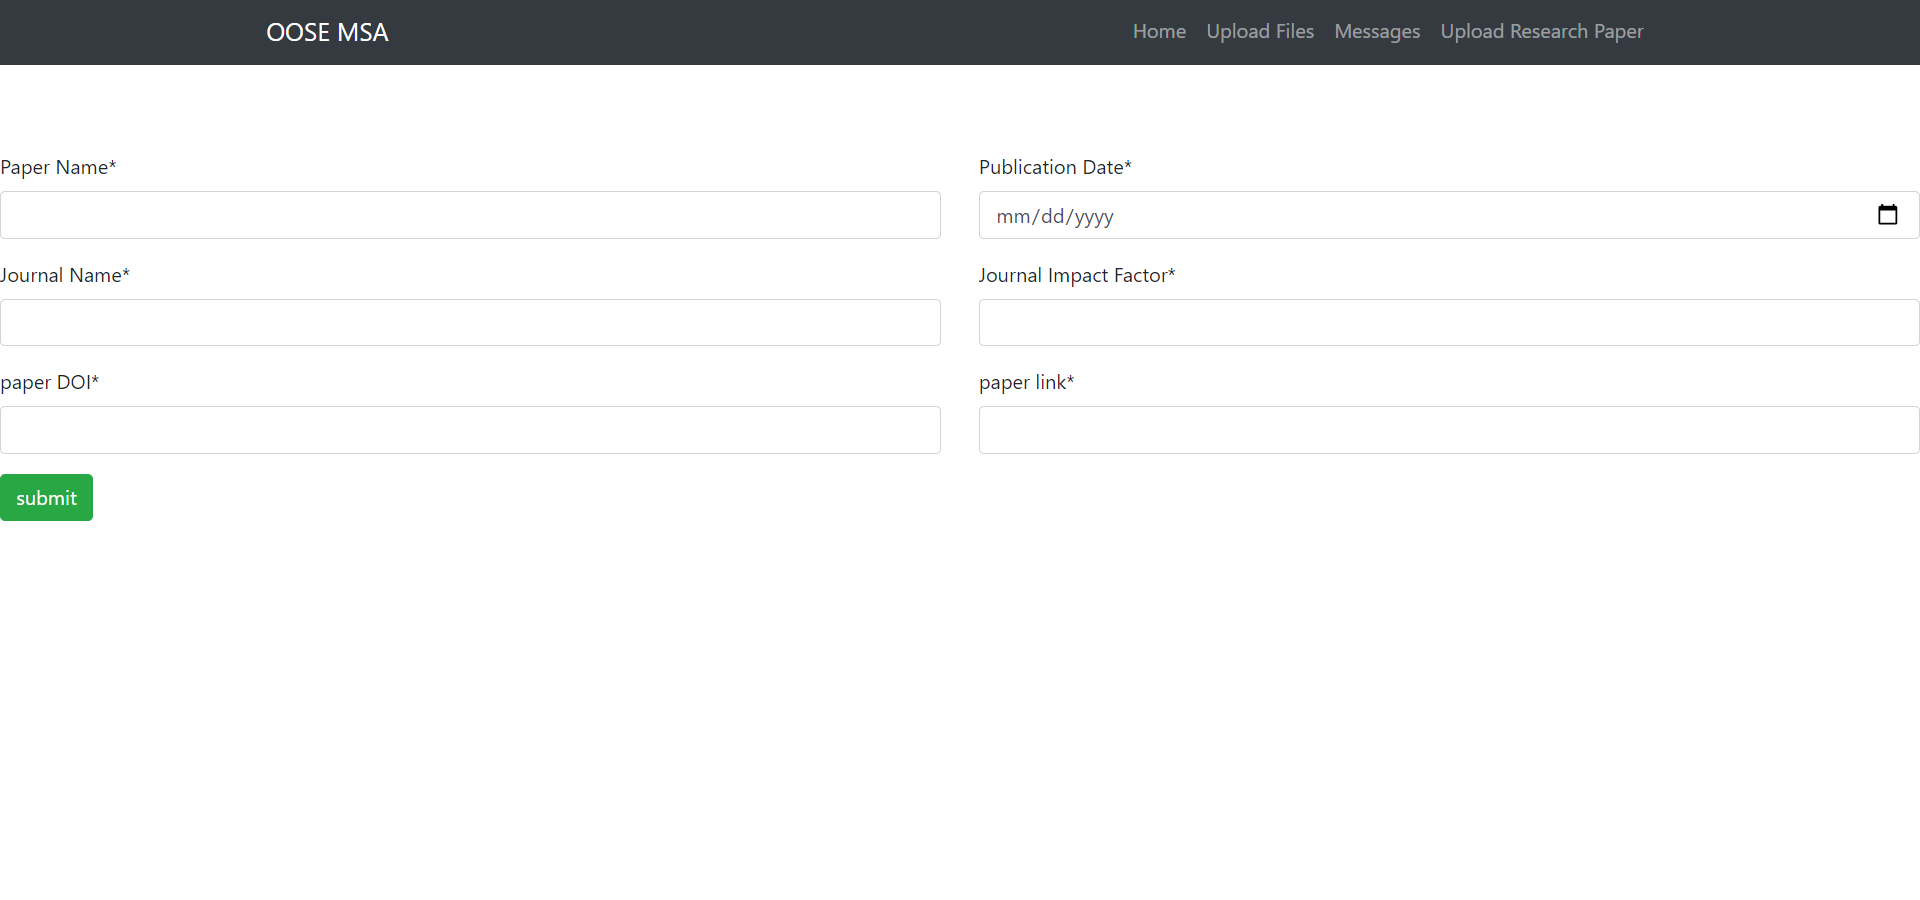 OOSE MSA Home Upload Files Messages Upload Research Paper
Paper Name* Publication Date*
mm/dd/yyyy
Journal Name* Journal Impact Factor*
paper DOI* paper link*
submit